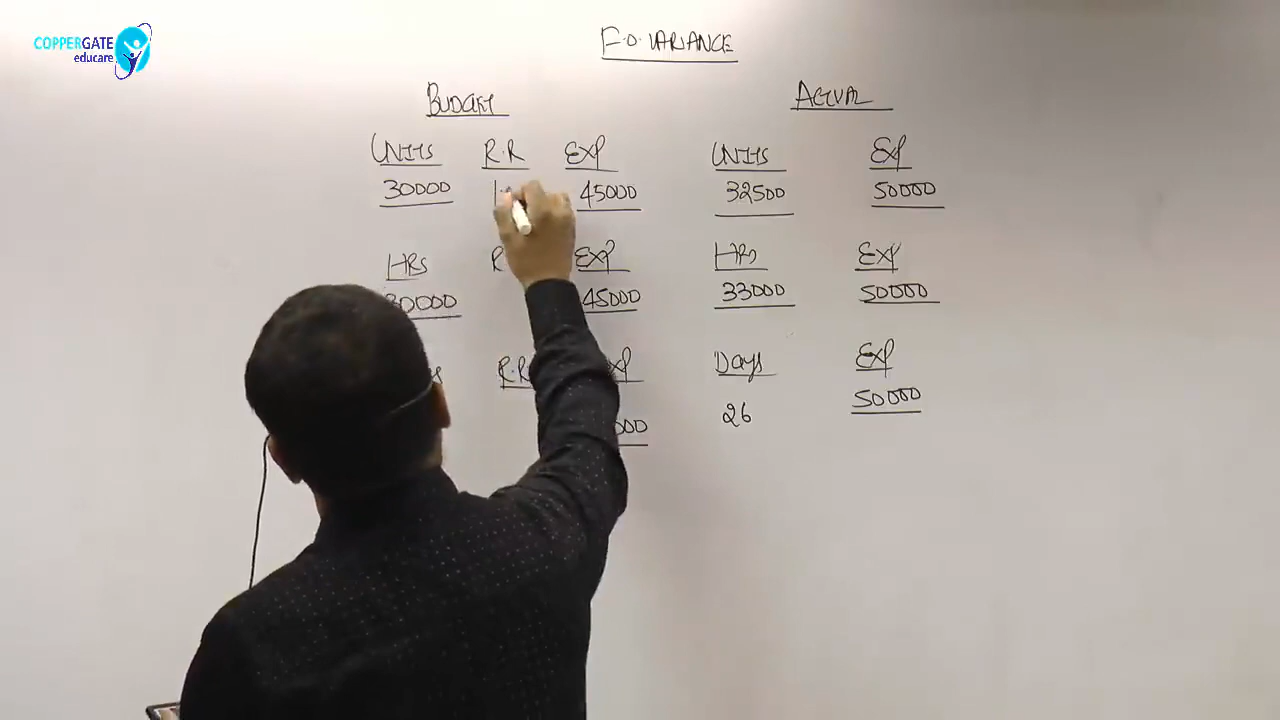 COPPERGATE
educare
F.O. VARIANCE
BUDGET
ACTUAL
UNITS R.R EXP
30000 45000
UNITS EXP
32500 50000
HRS EXP
30000 45000
HRS EXP
33000 50000
R.R EXP
Days EXP
26 50000